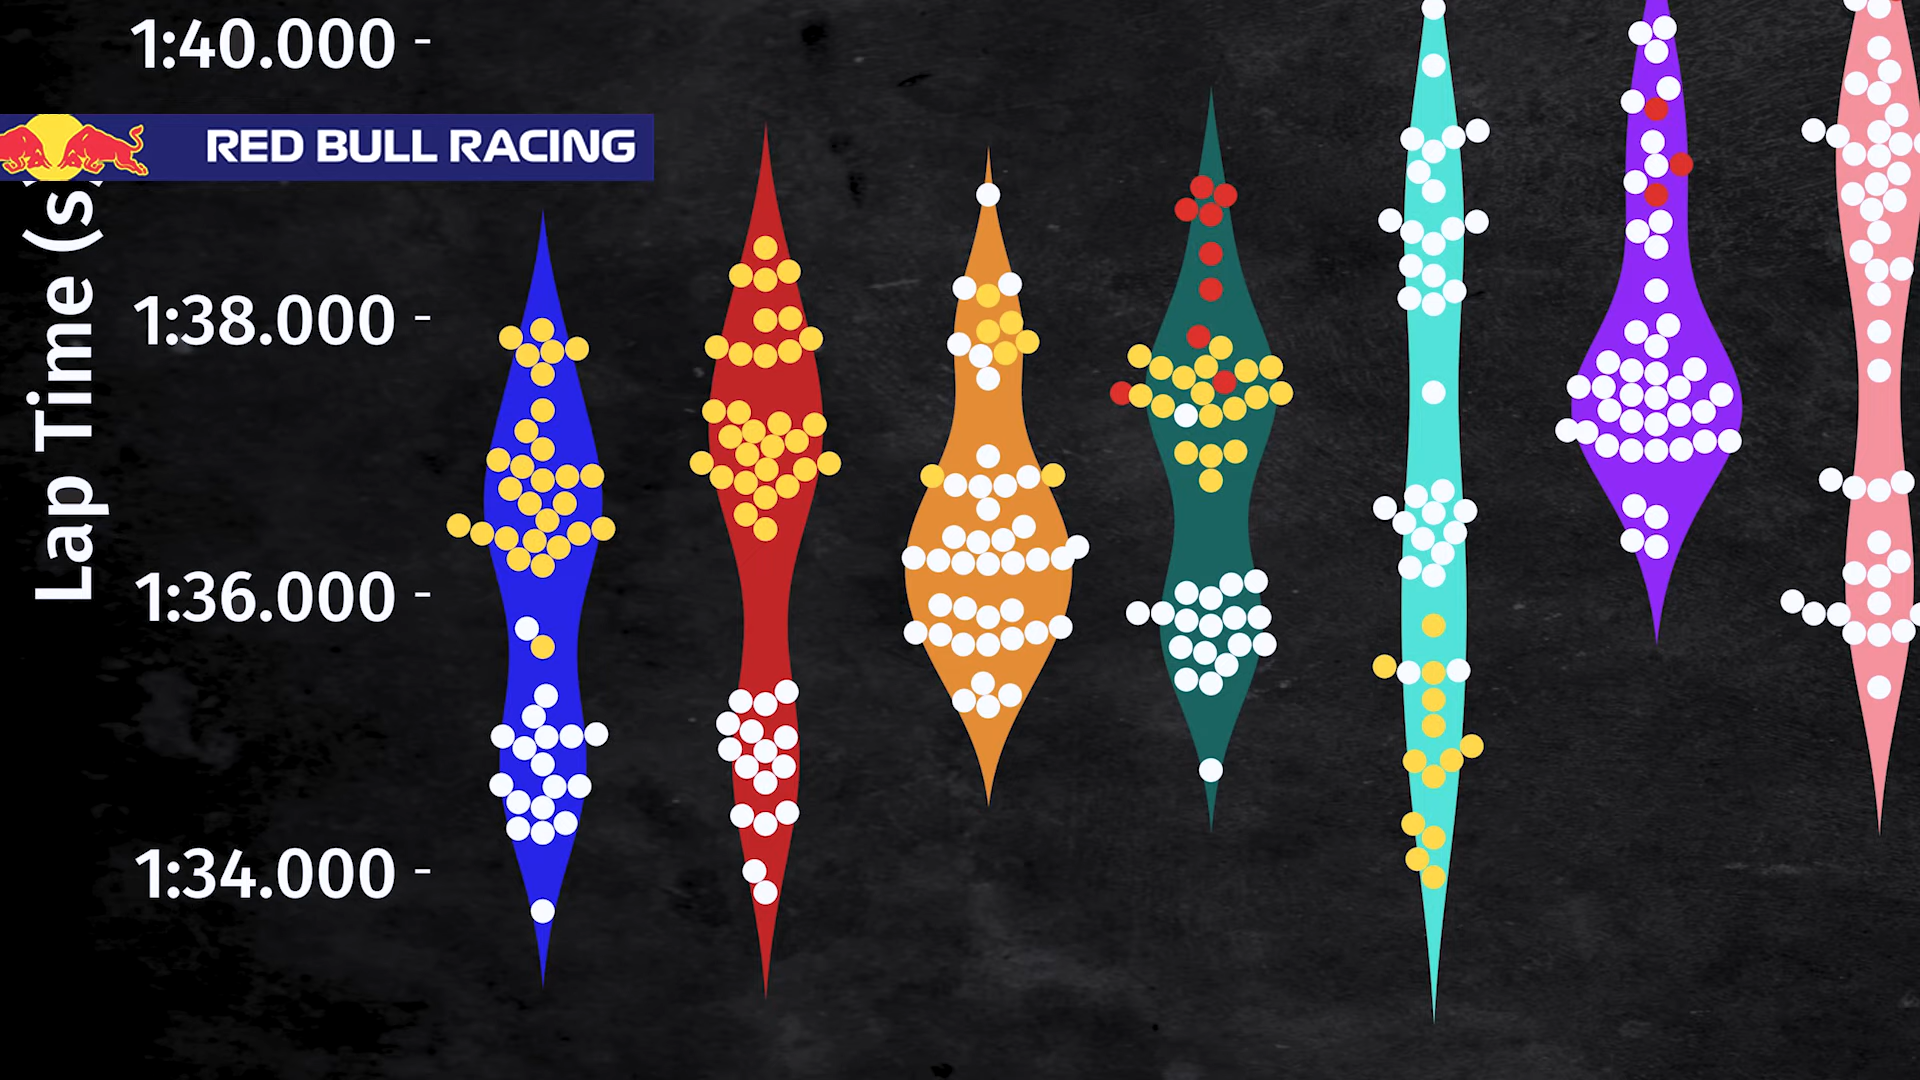 1:40.000 -
RED BULL RACING
Lap Time (s
1:38.000 -
1:36.000 -
1:34.000 -